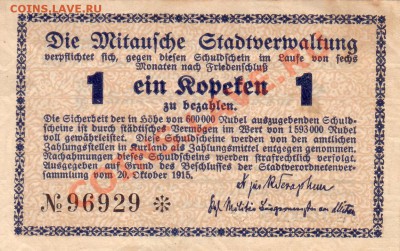 COINS.LAVE.RU
Die Mitausche Stadtverwaltung
verpflichtet sich, gegen diesen Schuldschein im Laufe von sechs
Monaten nach Friedensschluß
1 ein Kopeken 1
zu bezahlen.
Die Sicherheit der in Höhe von 600000 Rubel auszugebenden Schuld-
scheine ist durch städtisches Vermögen im Wert von 1593000 Rubel
voll gewährleistet. Diese Schuldscheine werden von den amtlichen
Zahlungsstellen in Kurland als Zahlungsmittel entgegen genommen.
Nachahmungen dieses Schuldscheins werden strafrechtlich verfolgt.
Ausgegeben auf Grund des Beschlusses der Stadtverordnetenver-
sammlung vom 20. Oktober 1915.
№ 96929 ✻